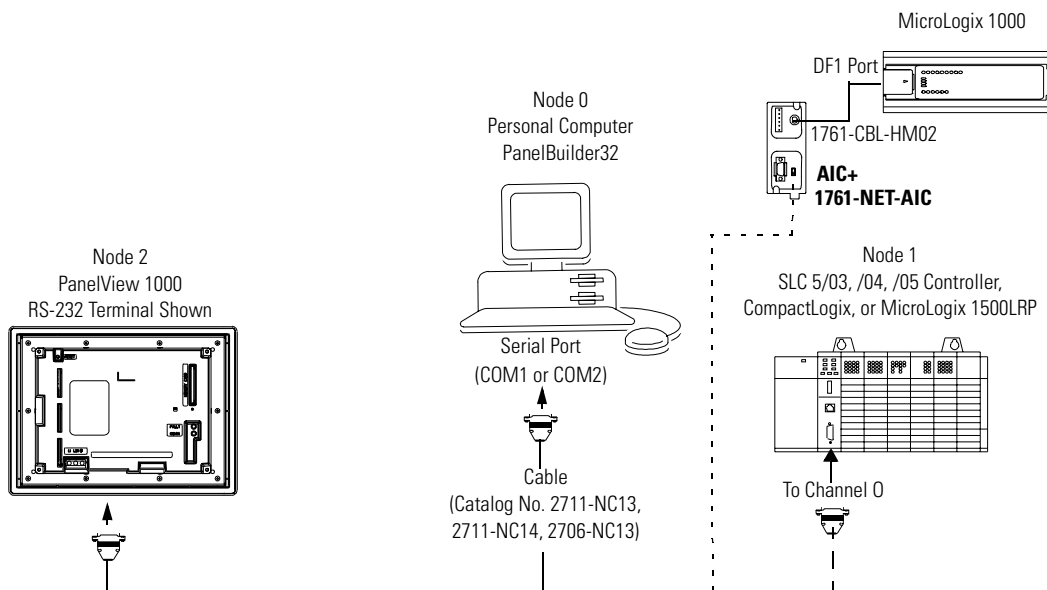 MicroLogix 1000
DF1 Port
1761-CBL-HM02
AIC+
1761-NET-AIC
Node 0
Personal Computer
PanelBuilder32
Serial Port
(COM1 or COM2)
Cable
(Catalog No. 2711-NC13,
2711-NC14, 2706-NC13)
Node 2
PanelView 1000
RS-232 Terminal Shown
Node 1
SLC 5/03, /04, /05 Controller,
CompactLogix, or MicroLogix 1500LRP
To Channel 0